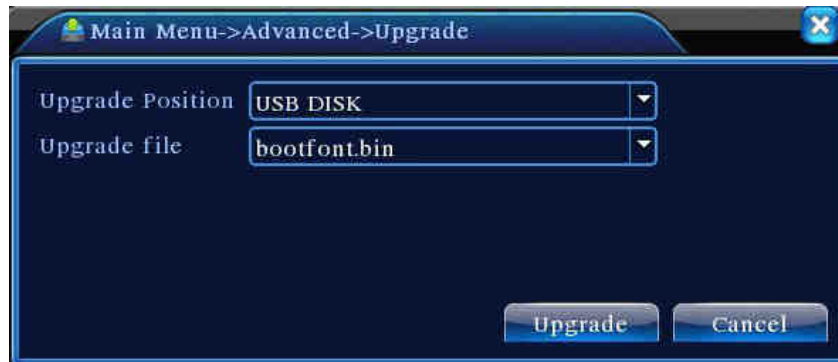 Main Menu->Advanced->Upgrade
Upgrade Position USB DISK
Upgrade file bootfont.bin
Upgrade Cancel